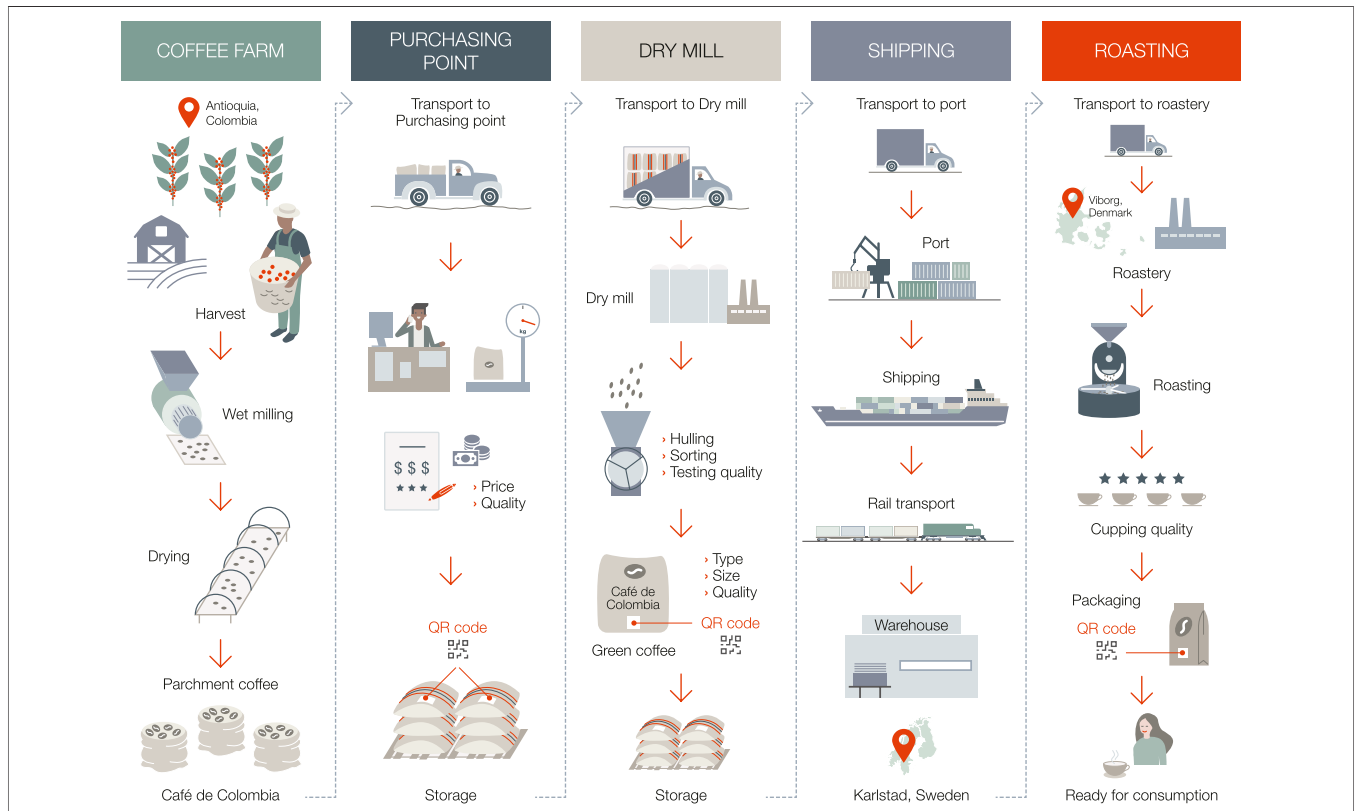 COFFEE FARM
Antioquia,
Colombia
Harvest
Wet milling
Drying
Parchment coffee
Café de Colombia
PURCHASING
POINT
Transport to
Purchasing point
kg
$ $ $
› Price
› Quality
QR code
Storage
DRY MILL
Transport to Dry mill
Dry mill
› Hulling
› Sorting
› Testing quality
Café de
Colombia
› Type
› Size
› Quality
QR code
Green coffee
Storage
SHIPPING
Transport to port
Port
Shipping
Rail transport
Warehouse
Karlstad, Sweden
ROASTING
Transport to roastery
Viborg,
Denmark
Roastery
Roasting
Cupping quality
Packaging
QR code
Ready for consumption